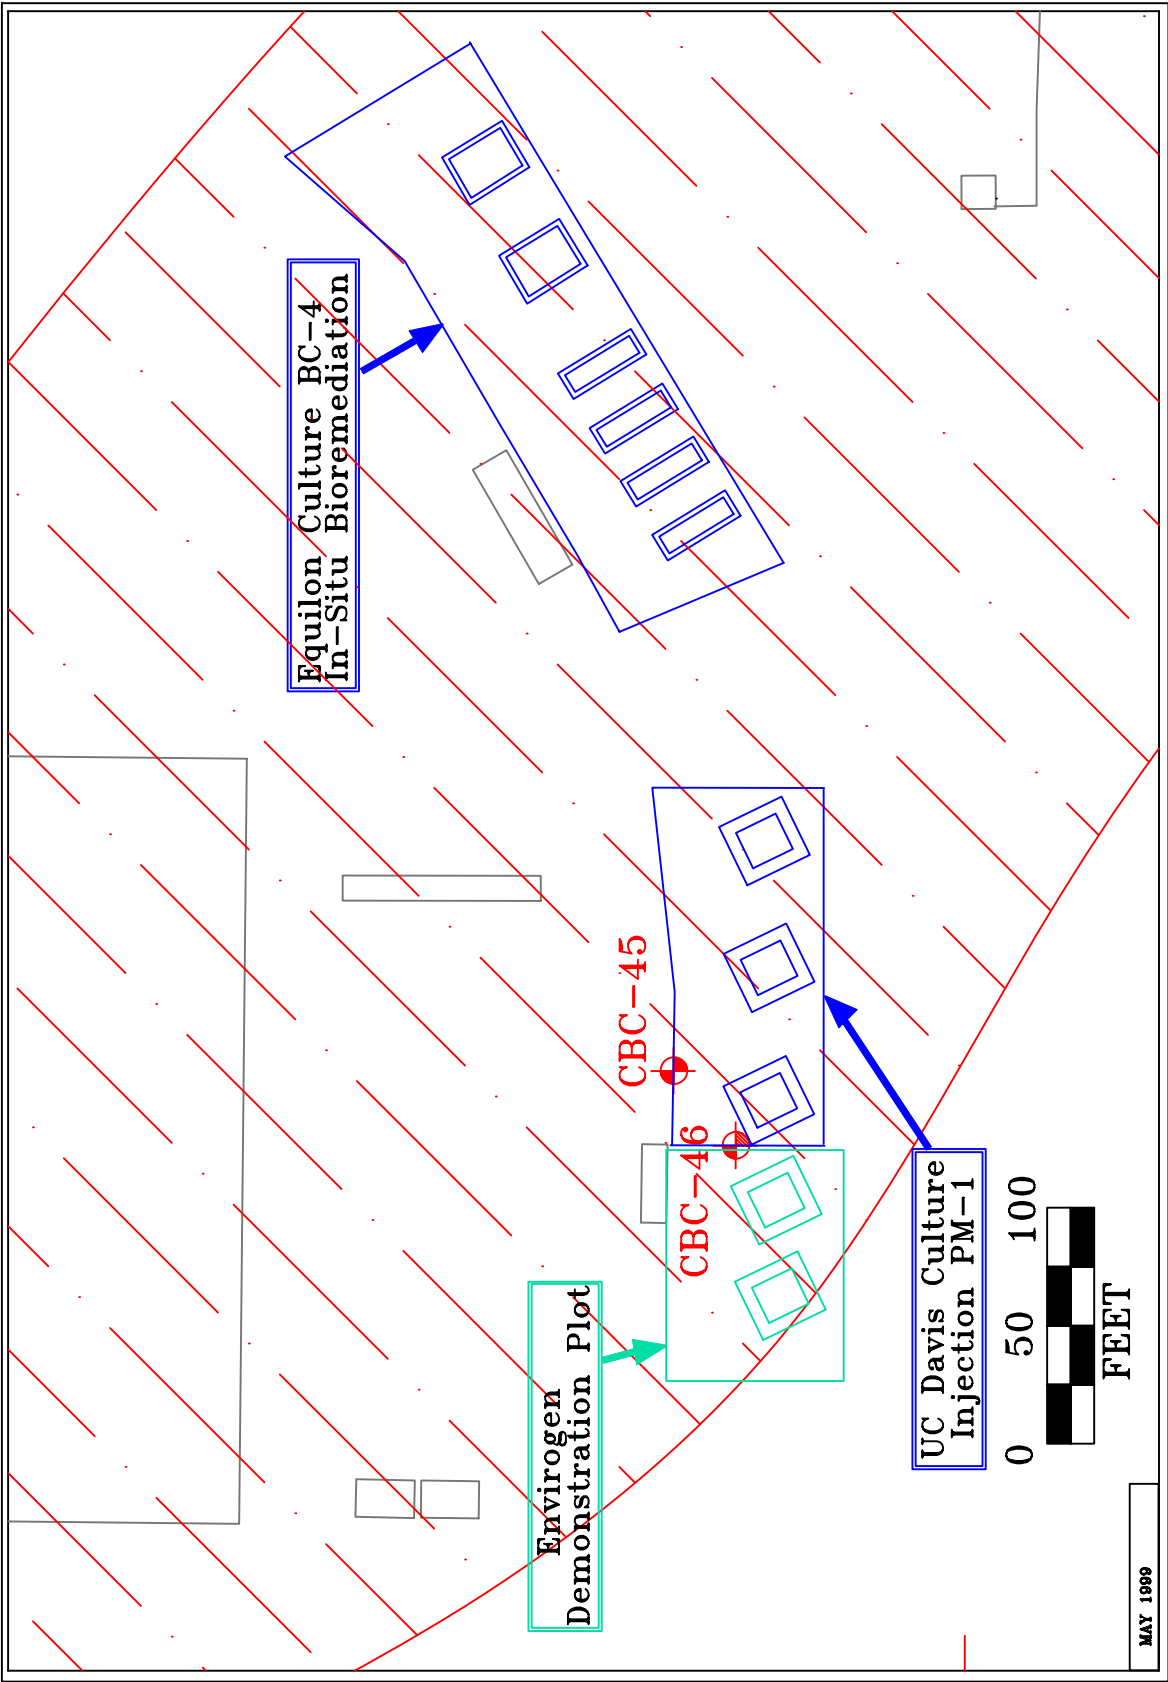 Equilon Culture BC-4
In-Situ Bioremediation
CBC-45
CBC-46
Envirogen
Demonstration Plot
UC Davis Culture
Injection PM-1
0 50 100
FEET
MAY 1999